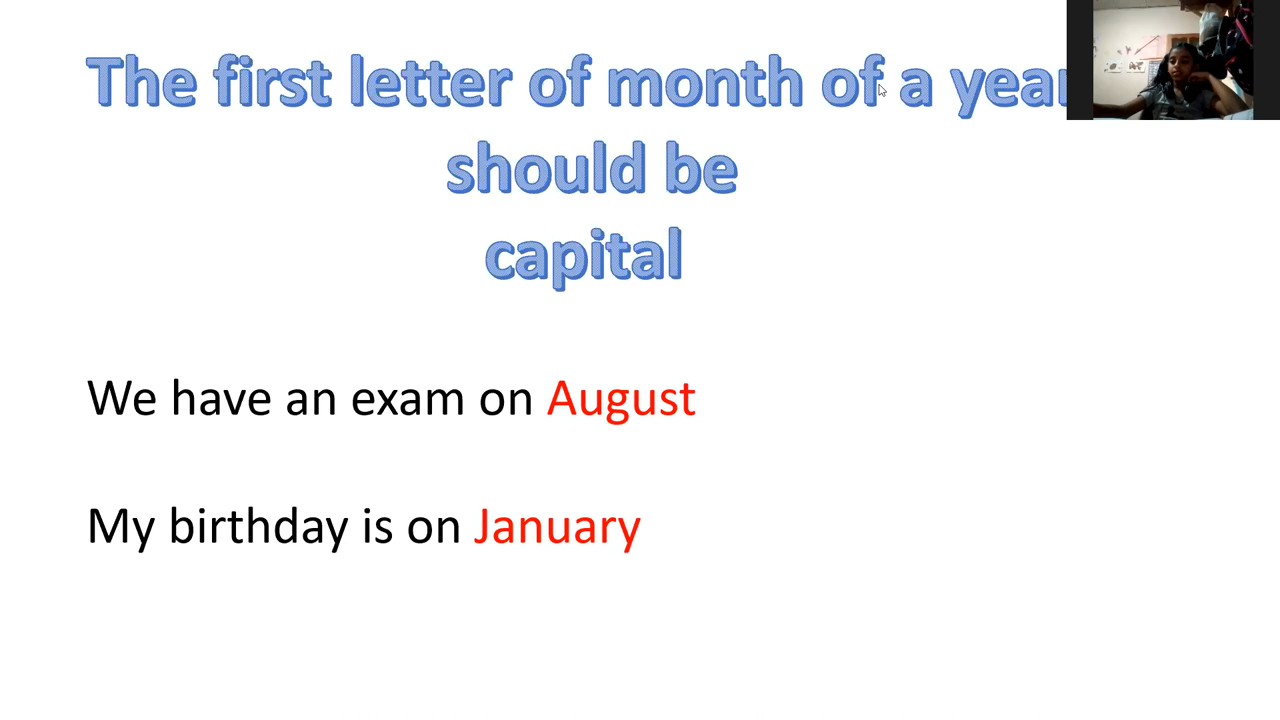 The first letter of month of a year
should be
capital
We have an exam on August
My birthday is on January